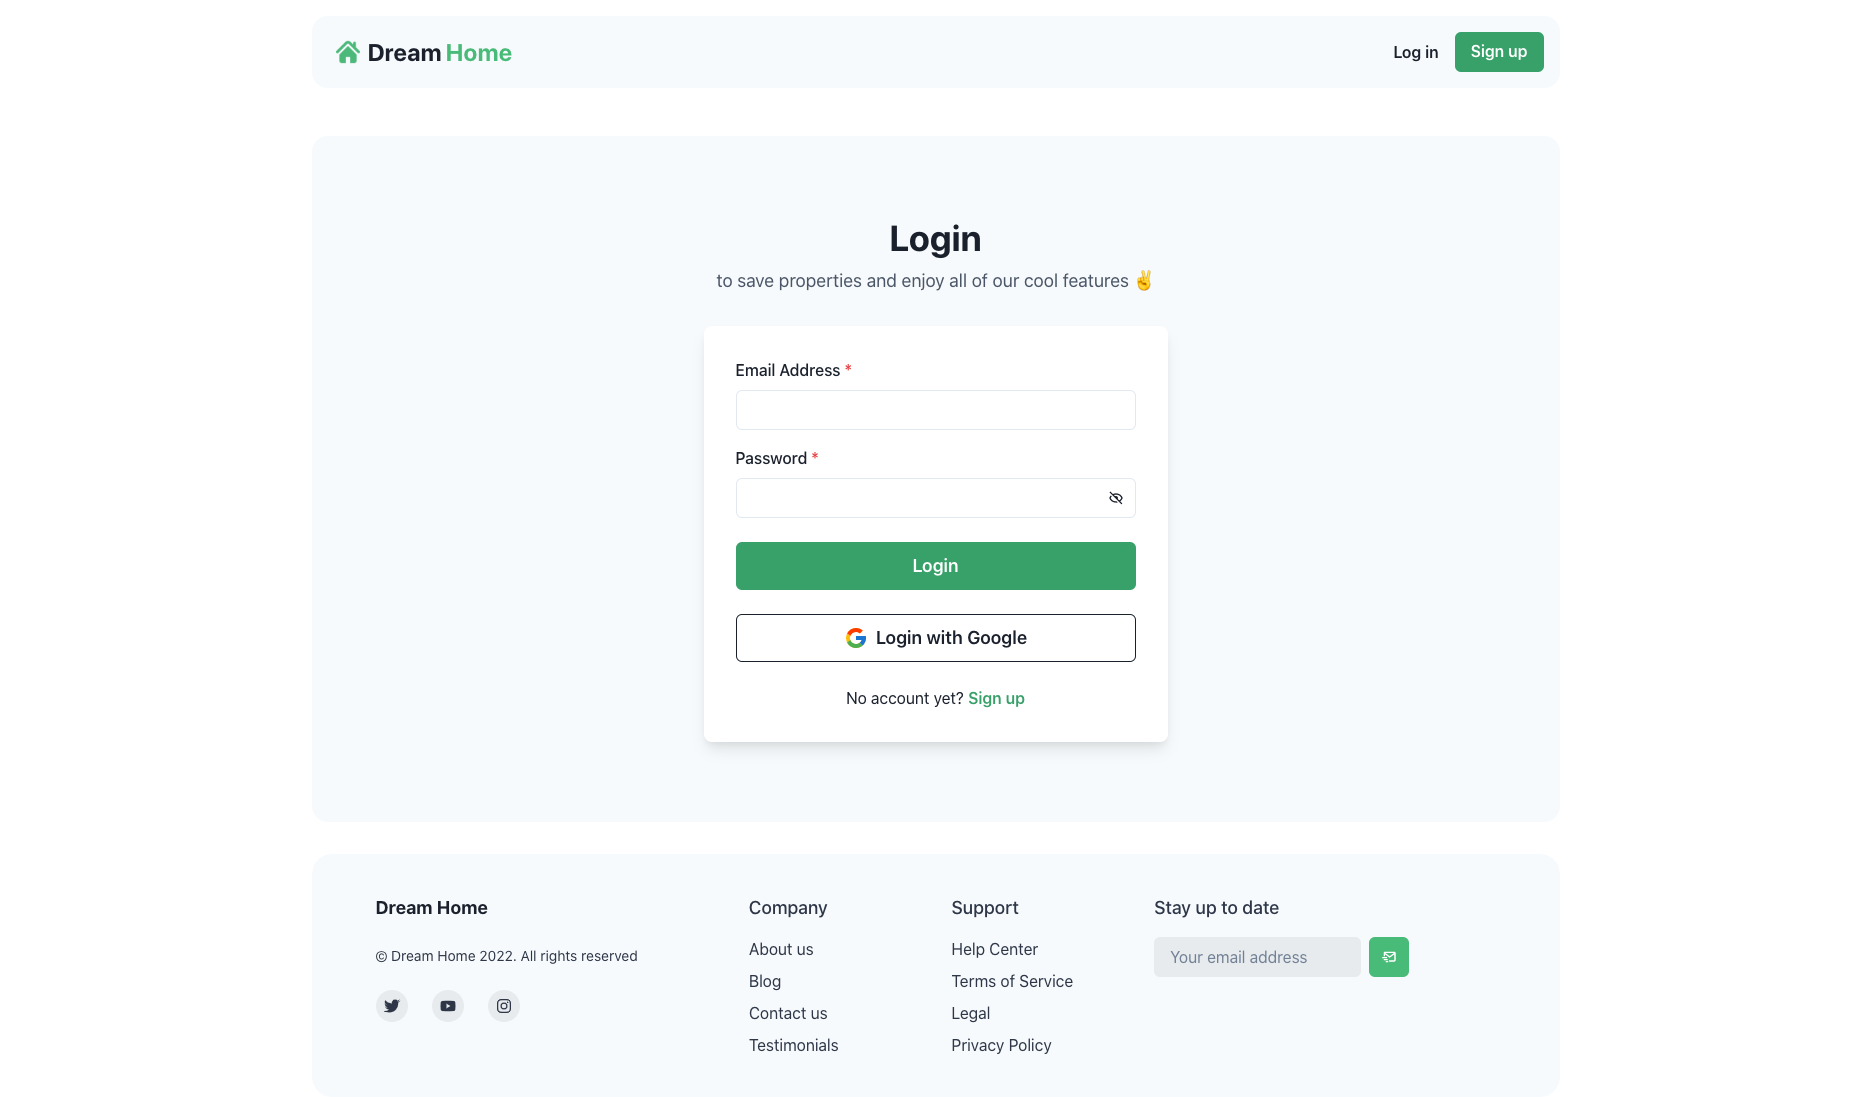 Dream Home
Log in
Sign up
Login
to save properties and enjoy all of our cool features ✌️
Email Address *
Password *
Login
Login with Google
No account yet? Sign up
Dream Home
© Dream Home 2022. All rights reserved
Company
About us
Blog
Contact us
Testimonials
Support
Help Center
Terms of Service
Legal
Privacy Policy
Stay up to date
Your email address